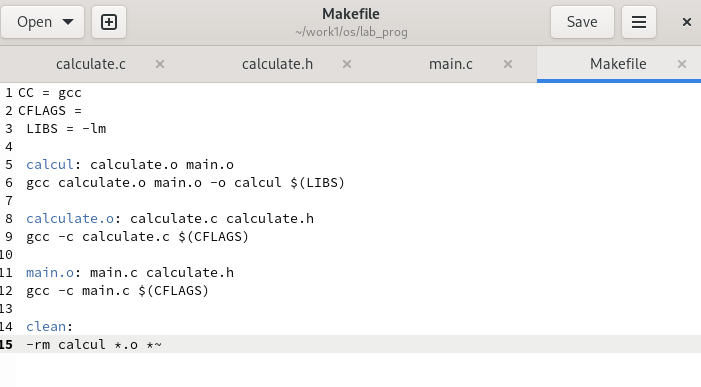 Open Makefile Save
~/work1/os/lab_prog
calculate.c × calculate.h × main.c × Makefile ×
1 CC = gcc
2 CFLAGS =
3 LIBS = -lm
4
5 calcul: calculate.o main.o
6 gcc calculate.o main.o -o calcul $(LIBS)
7
8 calculate.o: calculate.c calculate.h
9 gcc -c calculate.c $(CFLAGS)
10
11 main.o: main.c calculate.h
12 gcc -c main.c $(CFLAGS)
13
14 clean:
15 -rm calcul *.o *~